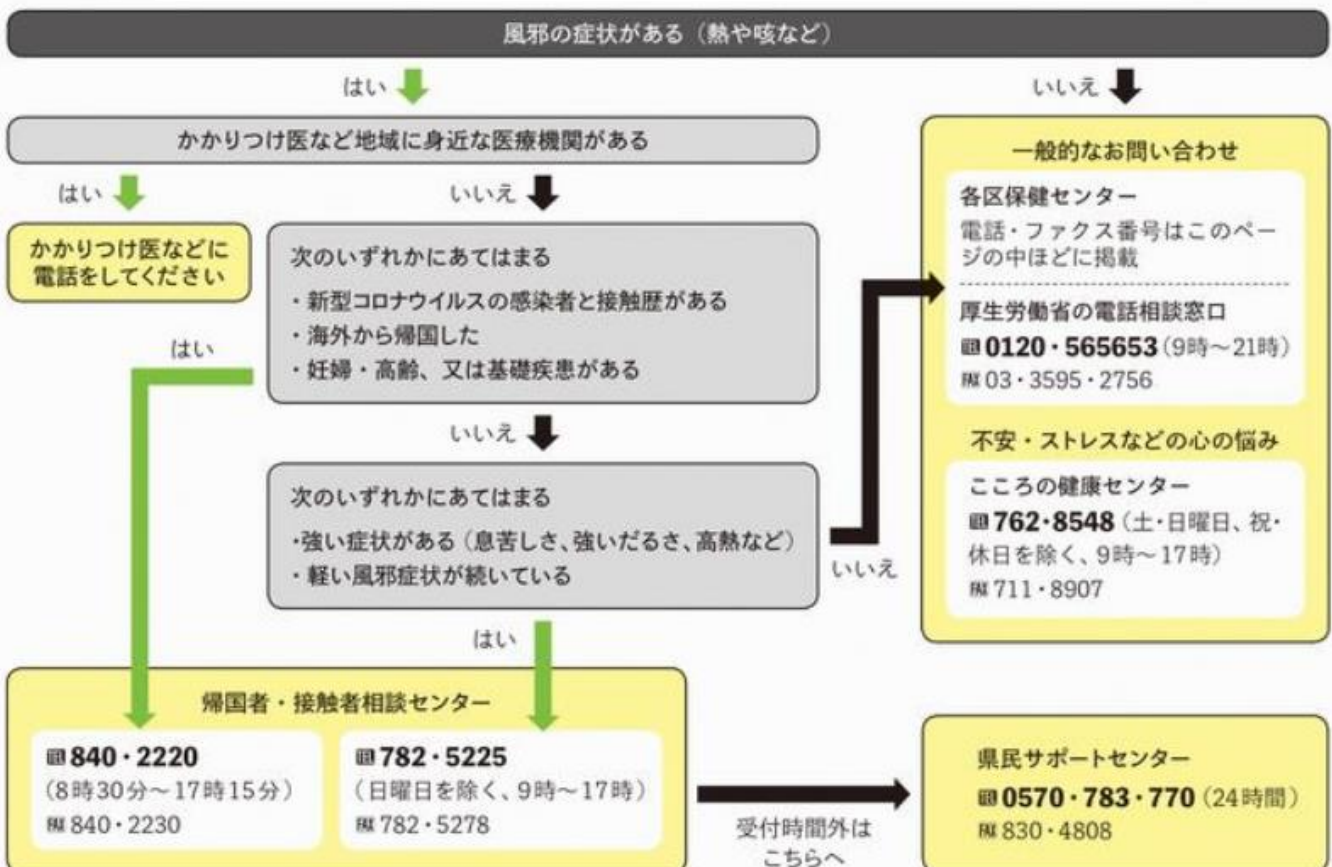 風邪の症状がある（熱や咳など）
はい
いいえ
かかりつけ医など地域に身近な医療機関がある
はい
いいえ
かかりつけ医などに
電話をしてください
次のいずれかにあてはまる
・新型コロナウイルスの感染者と接触歴がある
・海外から帰国した
・妊婦・高齢、又は基礎疾患がある
はい
いいえ
次のいずれかにあてはまる
・強い症状がある（息苦しさ、強いだるさ、高熱など）
・軽い風邪症状が続いている
いいえ
はい
一般的なお問い合わせ
各区保健センター
電話・ファクス番号はこのペー
ジの中ほどに掲載
厚生労働省の電話相談窓口
TEL 0120・565653（9時～21時）
FAX 03・3595・2756
不安・ストレスなどの心の悩み
こころの健康センター
TEL 762・8548（土・日曜日、祝・
休日を除く、9時～17時）
FAX 711・8907
帰国者・接触者相談センター
TEL 840・2220
（8時30分～17時15分）
FAX 840・2230
TEL 782・5225
（日曜日を除く、9時～17時）
FAX 782・5278
受付時間外は
こちらへ
県民サポートセンター
TEL 0570・783・770（24時間）
FAX 830・4808